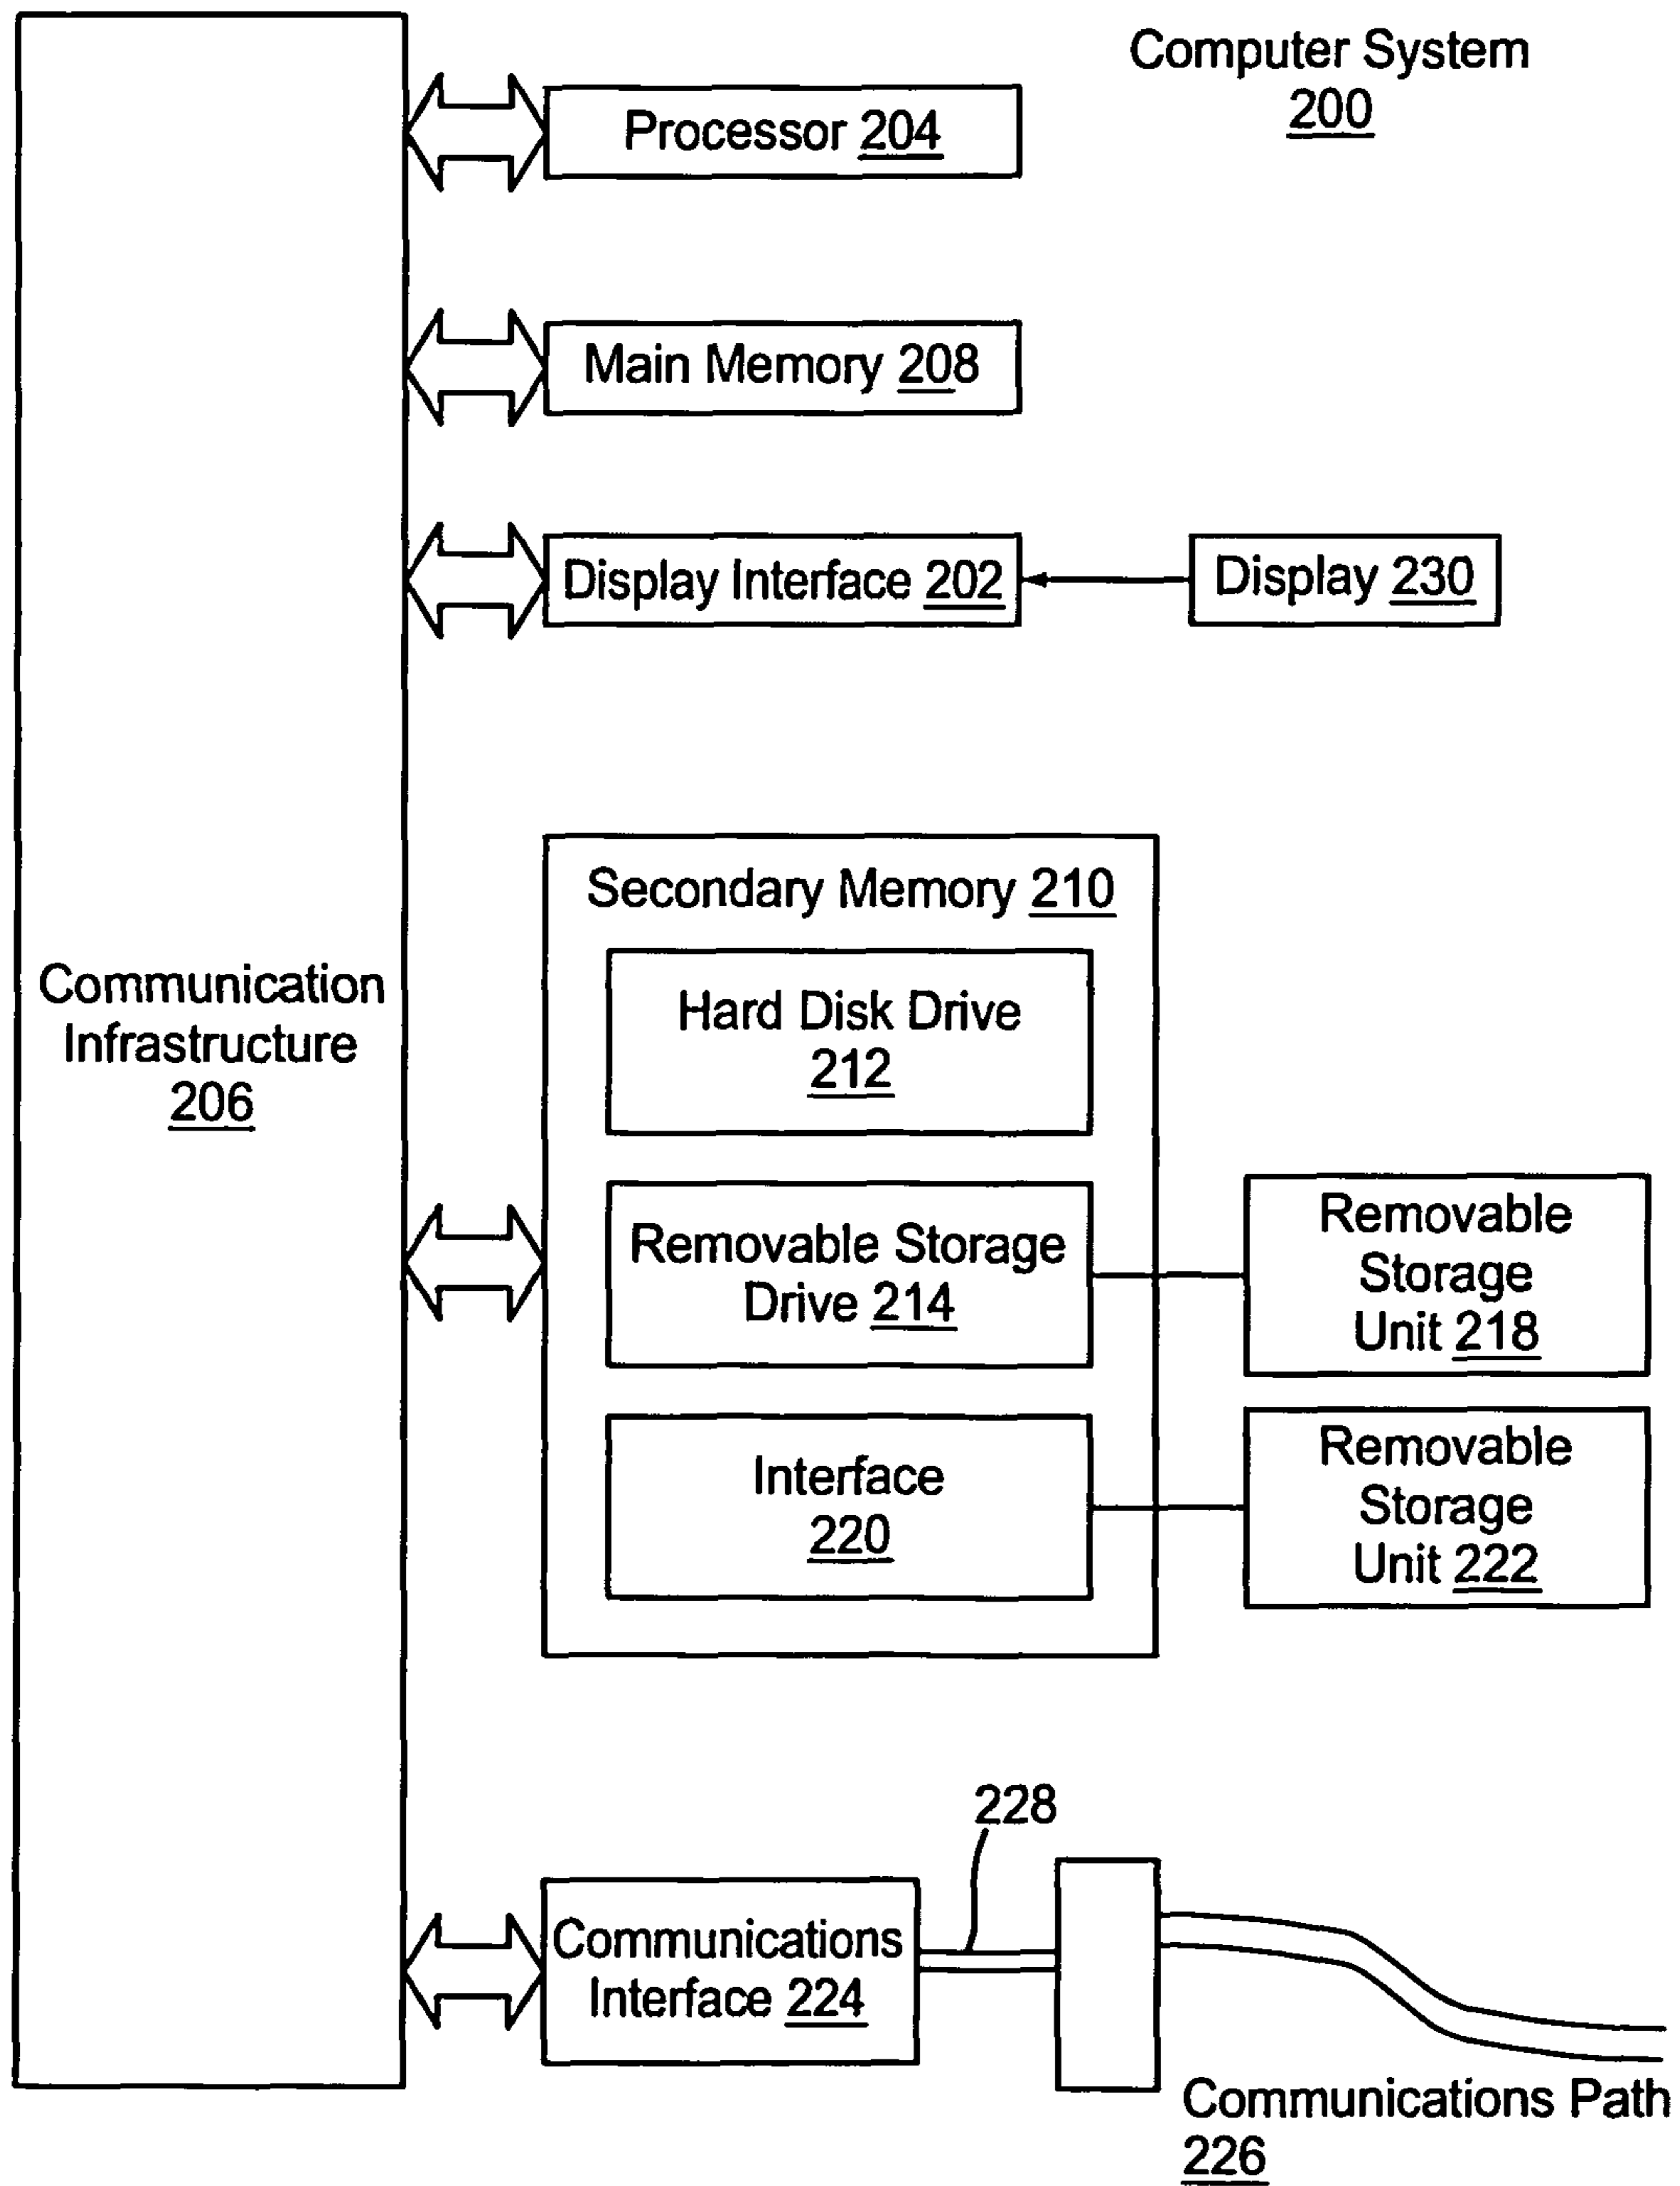 Computer System
200
Processor 204
Main Memory 208
Display Interface 202
Display 230
Secondary Memory 210
Communication
Infrastructure
206
Hard Disk Drive
212
Removable Storage
Drive 214
Removable
Storage
Unit 218
Interface
220
Removable
Storage
Unit 222
228
Communications
Interface 224
Communications Path
226